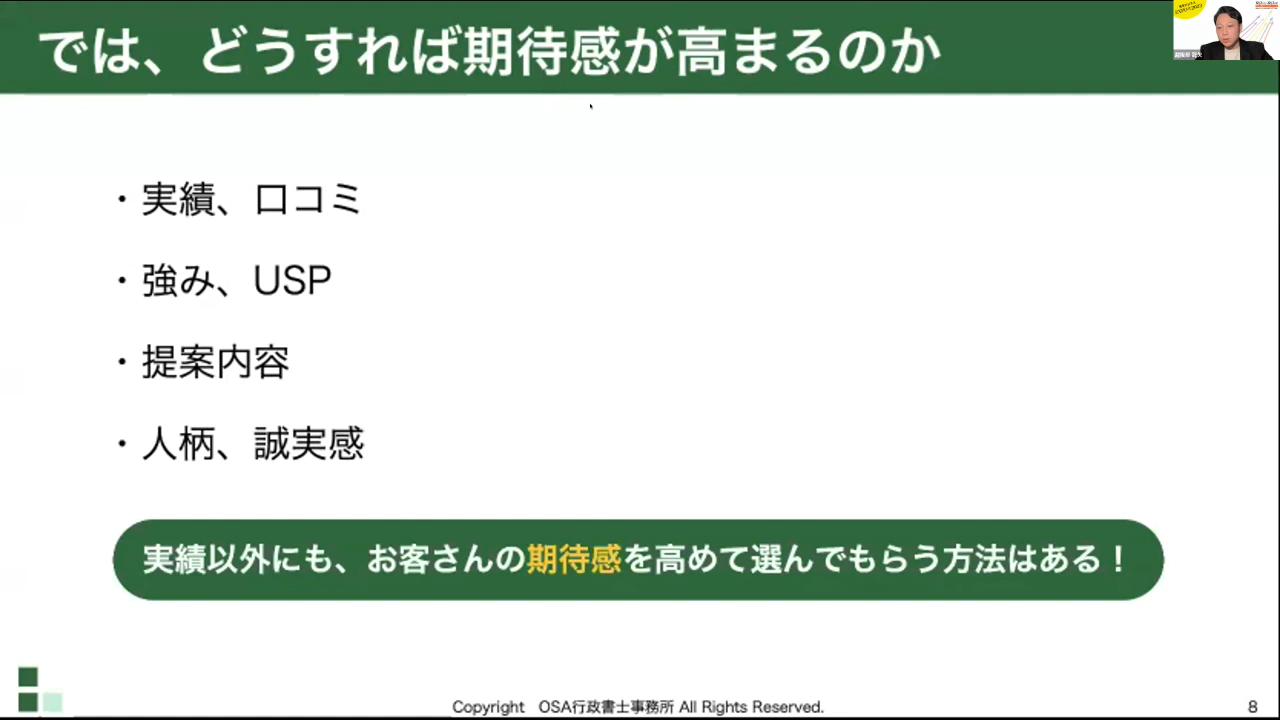 では、どうすれば期待感が高まるのか
・実績、口コミ
・強み、USP
・提案内容
・人柄、誠実感
実績以外にも、お客さんの期待感を高めて選んでもらう方法はある！
Copyright OSA行政書士事務所 All Rights Reserved.
8